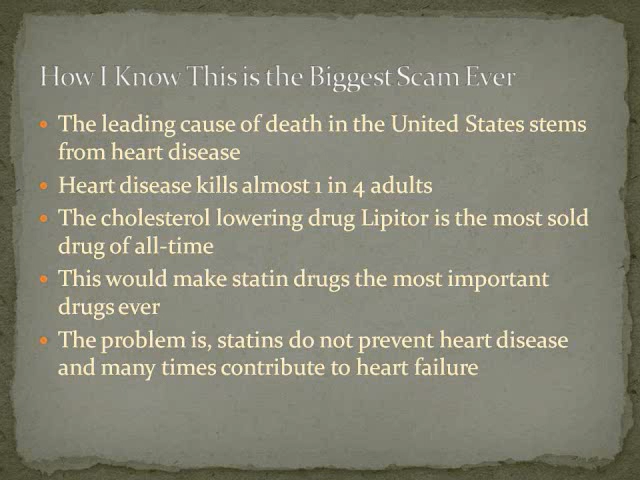 How I Know This is the Biggest Scam Ever
• The leading cause of death in the United States stems
from heart disease
• Heart disease kills almost 1 in 4 adults
• The cholesterol lowering drug Lipitor is the most sold
drug of all-time
• This would make statin drugs the most important
drugs ever
• The problem is, statins do not prevent heart disease
and many times contribute to heart failure